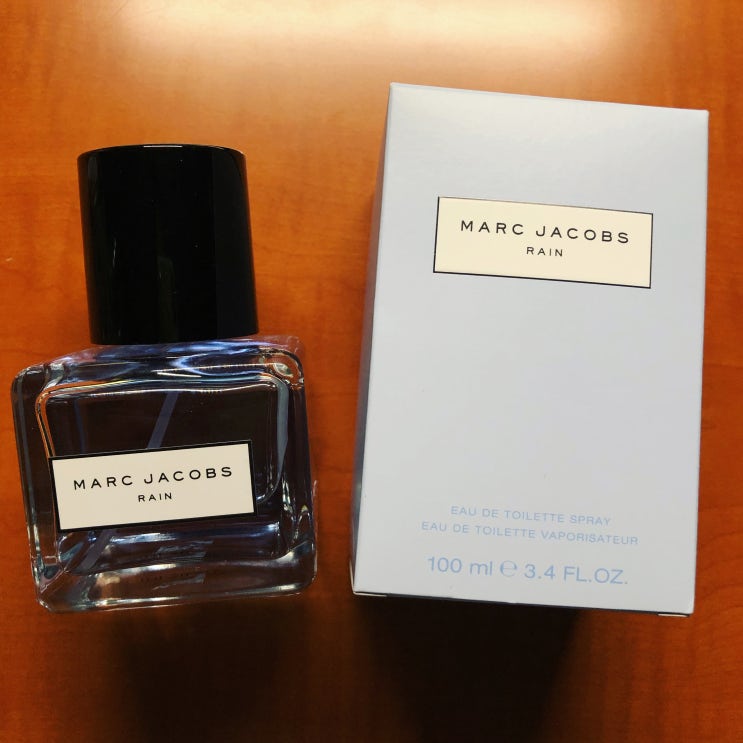 MARC JACOBS
RAIN
MARC JACOBS
RAIN
EAU DE TOILETTE SPRAY
EAU DE TOILETTE VAPORISATEUR
100 ml ℮ 3.4 FL.OZ.